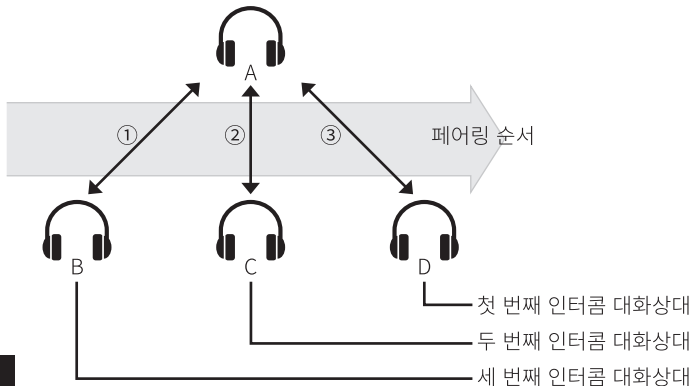 A
① ② ③ 페어링 순서
B C D
첫 번째 인터콤 대화상대
두 번째 인터콤 대화상대
세 번째 인터콤 대화상대